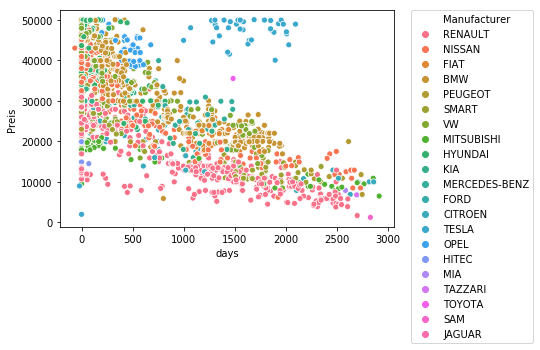 50000
40000
30000
20000
10000
0
Preis
0
500
1000
1500
2000
2500
3000
days
Manufacturer
RENAULT
NISSAN
FIAT
BMW
PEUGEOT
SMART
VW
MITSUBISHI
HYUNDAI
KIA
MERCEDES-BENZ
FORD
CITROEN
TESLA
OPEL
HITEC
MIA
TAZZARI
TOYOTA
SAM
JAGUAR